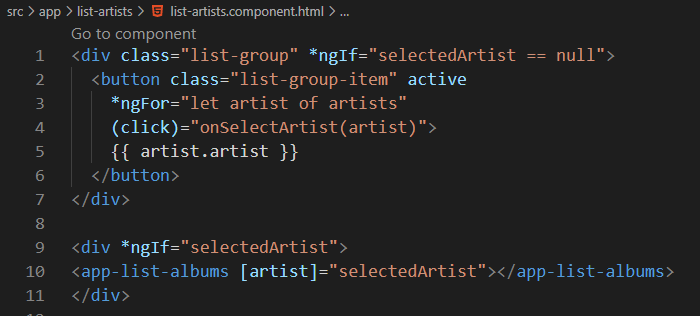 src > app > list-artists > list-artists.component.html > ...
Go to component
1 <div class="list-group" *ngIf="selectedArtist == null">
2   <button class="list-group-item" active
3     *ngFor="let artist of artists"
4     (click)="onSelectArtist(artist)">
5     {{ artist.artist }}
6   </button>
7 </div>
8
9 <div *ngIf="selectedArtist">
10 <app-list-albums [artist]="selectedArtist"></app-list-albums>
11 </div>